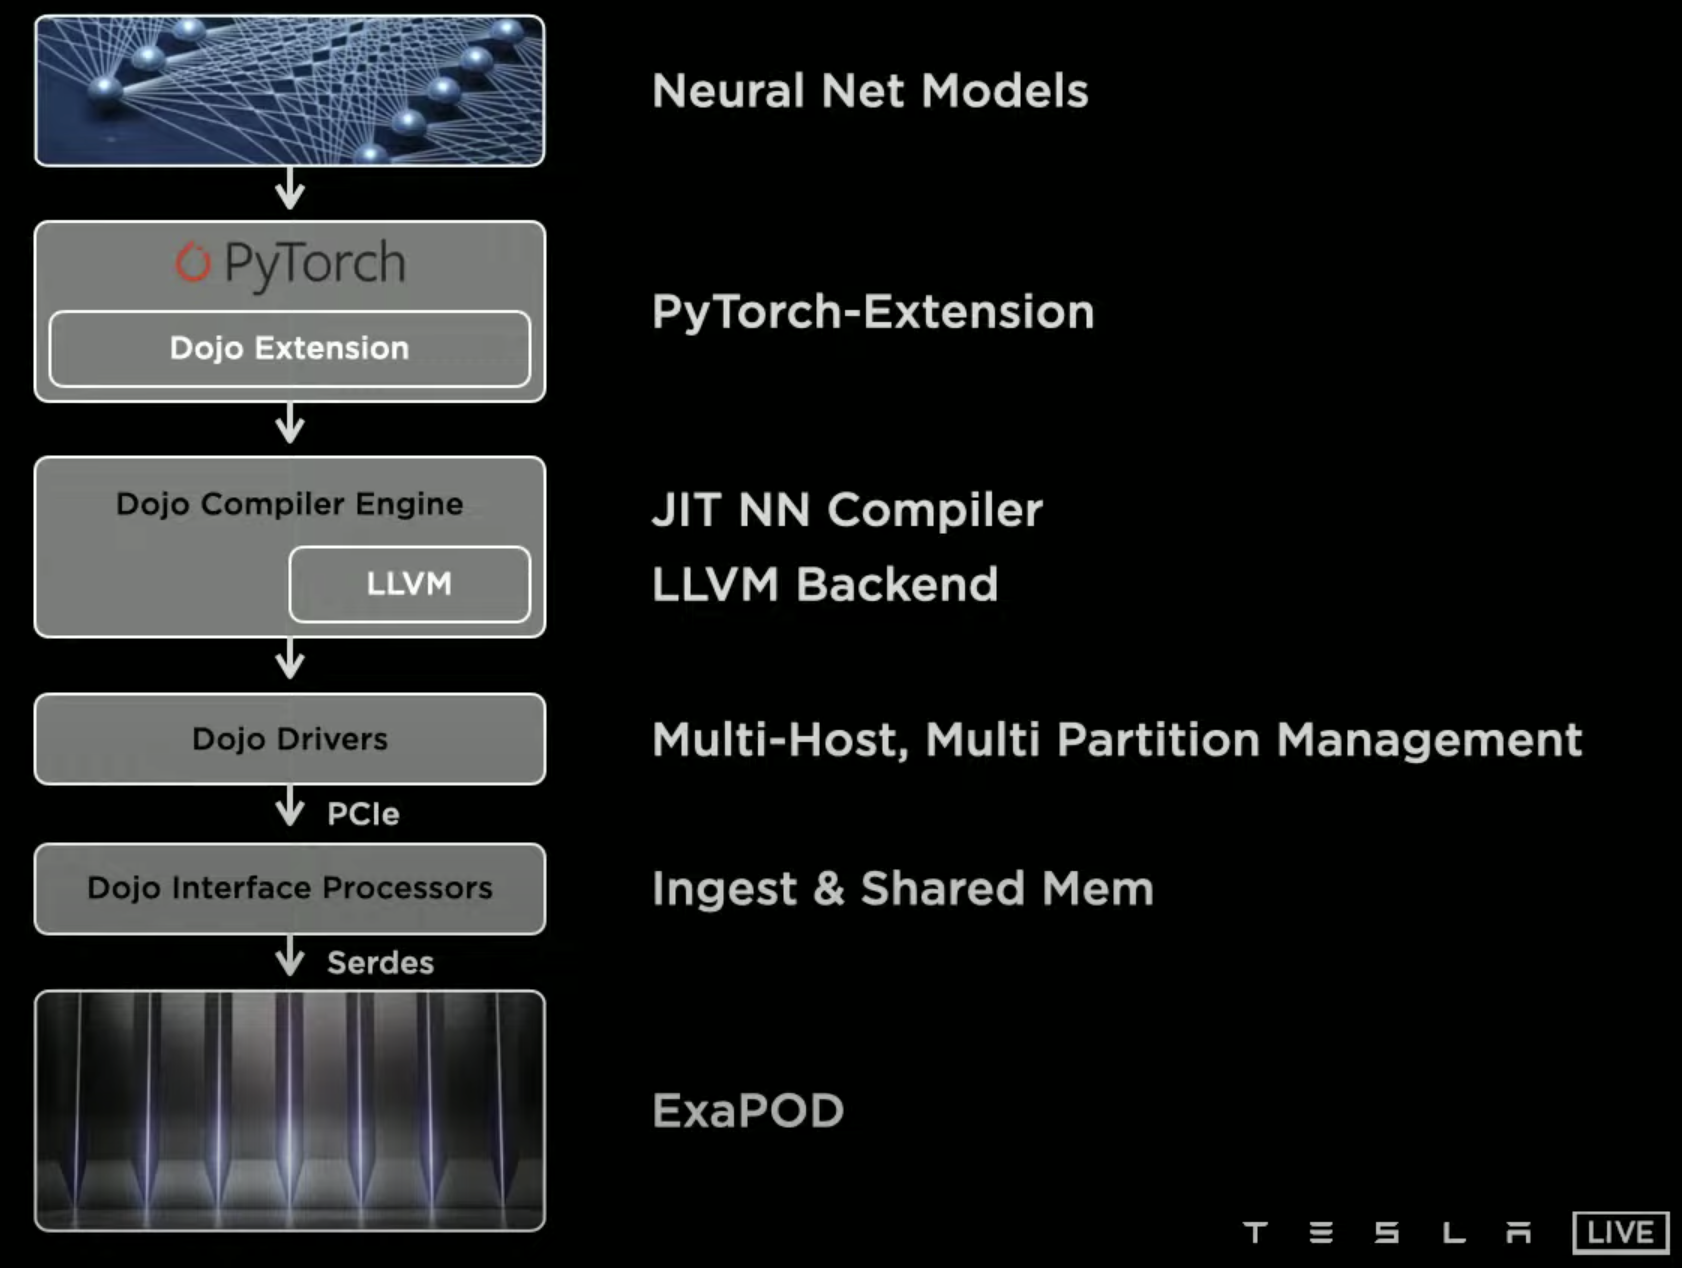 Neural Net Models
PyTorch
Dojo Extension
PyTorch-Extension
Dojo Compiler Engine
LLVM
JIT NN Compiler
LLVM Backend
Dojo Drivers
Multi-Host, Multi Partition Management
PCIe
Dojo Interface Processors
Ingest & Shared Mem
Serdes
ExaPOD
TESLA LIVE